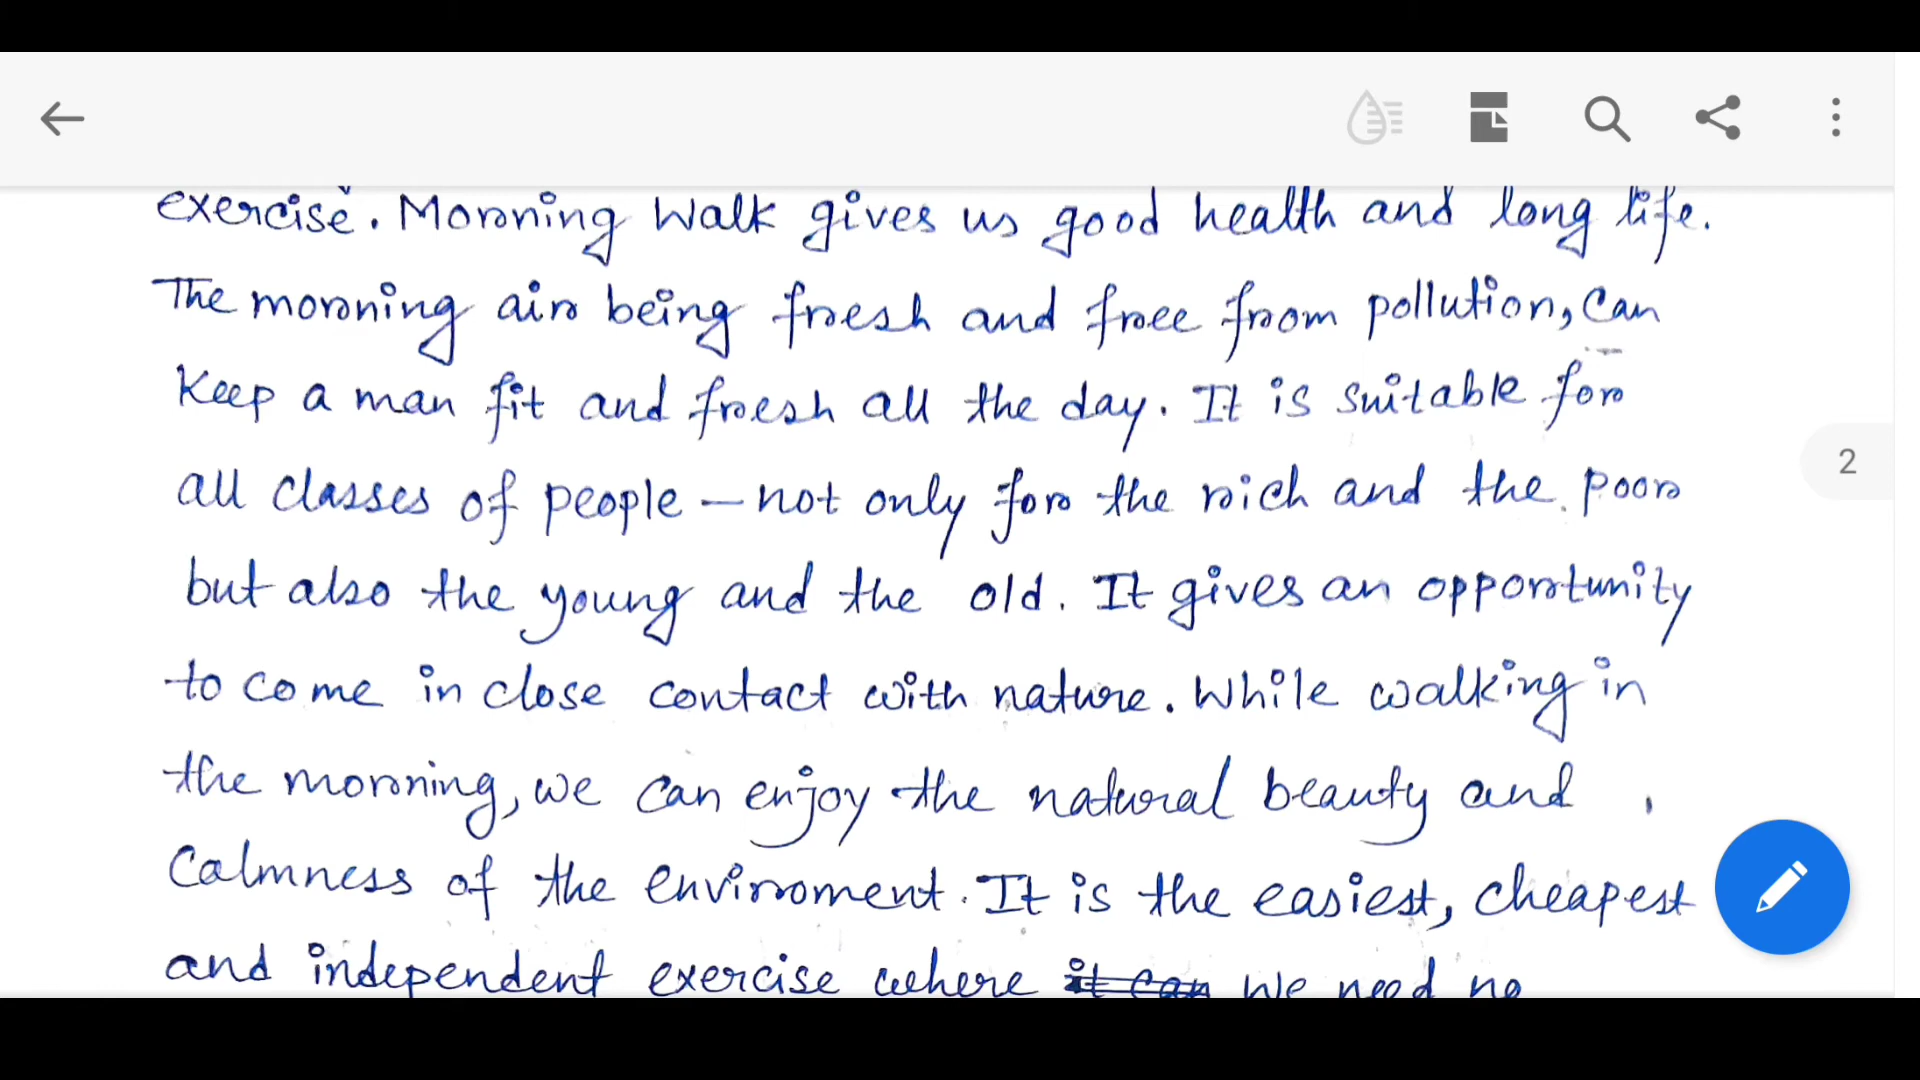 exercise. Morning Walk gives us good health and long life.
The morning air being fresh and free from pollution, can
Keep a man fit and fresh all the day. It is suitable for
2
all classes of people – not only for the rich and the poor
but also the young and the old. It gives an opportunity
to come in close contact with nature. While walking in
the morning, we can enjoy the natural beauty and
Calmness of the enviroment. It is the easiest, cheapest
and independent exercise where it can we need no